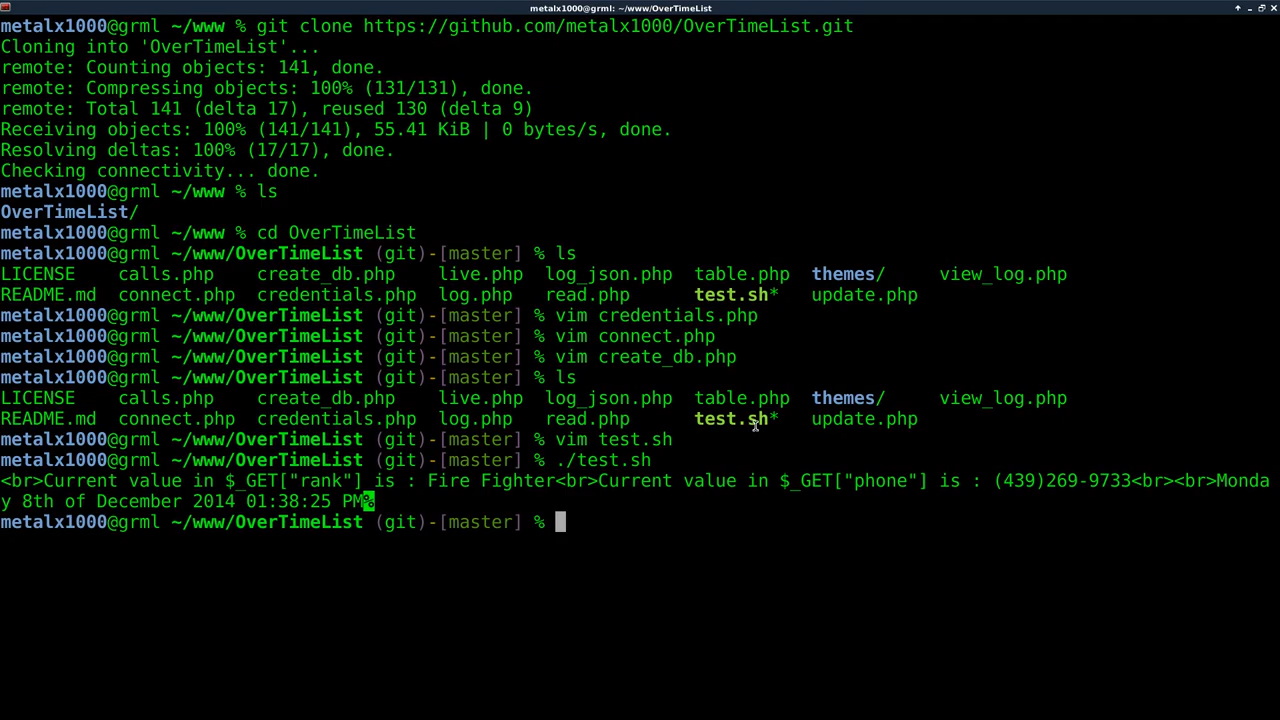 metalx1000@grml: ~/www/OverTimeList
metalx1000@grml ~/www % git clone https://github.com/metalx1000/OverTimeList.git
Cloning into 'OverTimeList'...
remote: Counting objects: 141, done.
remote: Compressing objects: 100% (131/131), done.
remote: Total 141 (delta 17), reused 130 (delta 9)
Receiving objects: 100% (141/141), 55.41 KiB | 0 bytes/s, done.
Resolving deltas: 100% (17/17), done.
Checking connectivity... done.
metalx1000@grml ~/www % ls
OverTimeList/
metalx1000@grml ~/www % cd OverTimeList
metalx1000@grml ~/www/OverTimeList (git)-[master] % ls
LICENSE calls.php create_db.php live.php log_json.php table.php themes/ view_log.php
README.md connect.php credentials.php log.php read.php test.sh* update.php
metalx1000@grml ~/www/OverTimeList (git)-[master] % vim credentials.php
metalx1000@grml ~/www/OverTimeList (git)-[master] % vim connect.php
metalx1000@grml ~/www/OverTimeList (git)-[master] % vim create_db.php
metalx1000@grml ~/www/OverTimeList (git)-[master] % ls
LICENSE calls.php create_db.php live.php log_json.php table.php themes/ view_log.php
README.md connect.php credentials.php log.php read.php test.sh* update.php
metalx1000@grml ~/www/OverTimeList (git)-[master] % vim test.sh
metalx1000@grml ~/www/OverTimeList (git)-[master] % ./test.sh
<br>Current value in $_GET["rank"] is : Fire Fighter<br>Current value in $_GET["phone"] is : (439)269-9733<br><br>Monda
y 8th of December 2014 01:38:25 PM%
metalx1000@grml ~/www/OverTimeList (git)-[master] %